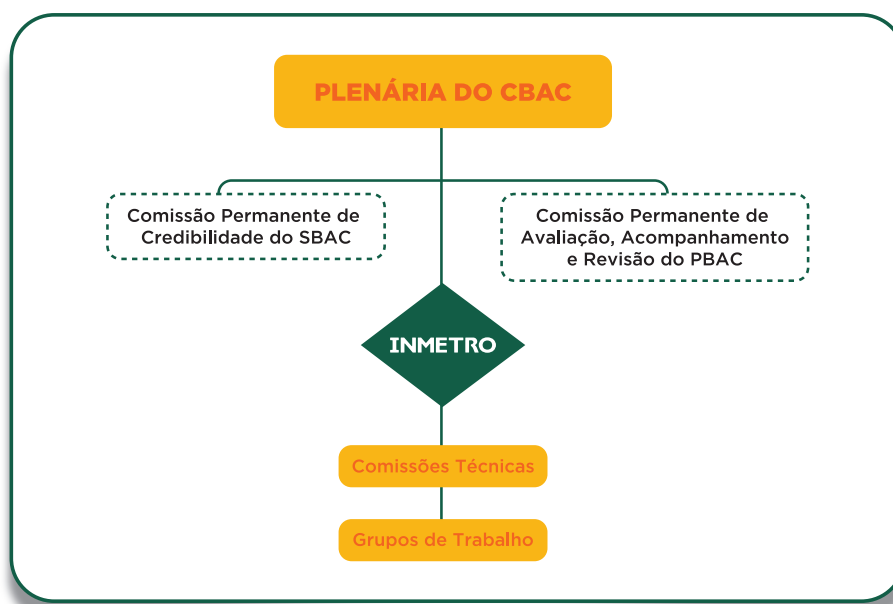 PLENÁRIA DO CBAC
Comissão Permanente de
Credibilidade do SBAC
Comissão Permanente de
Avaliação, Acompanhamento
e Revisão do PBAC
INMETRO
Comissões Técnicas
Grupos de Trabalho